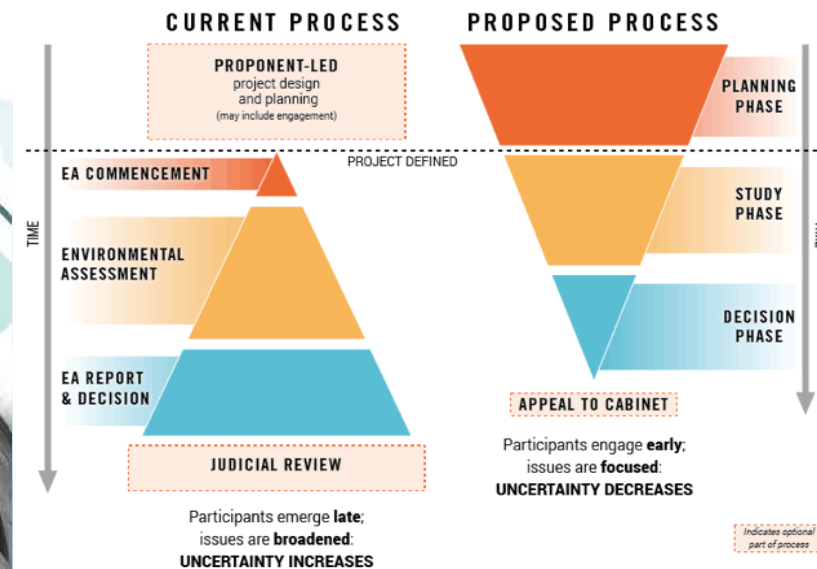 CURRENT PROCESS
PROPONENT-LED
project design
and planning
(may include engagement)
PROJECT DEFINED
TIME
EA COMMENCEMENT
ENVIRONMENTAL
ASSESSMENT
EA REPORT
& DECISION
JUDICIAL REVIEW
Participants emerge late;
issues are broadened:
UNCERTAINTY INCREASES
PROPOSED PROCESS
PLANNING
PHASE
STUDY
PHASE
DECISION
PHASE
APPEAL TO CABINET
Participants engage early;
issues are focused:
UNCERTAINTY DECREASES
Indicates optional
part of process